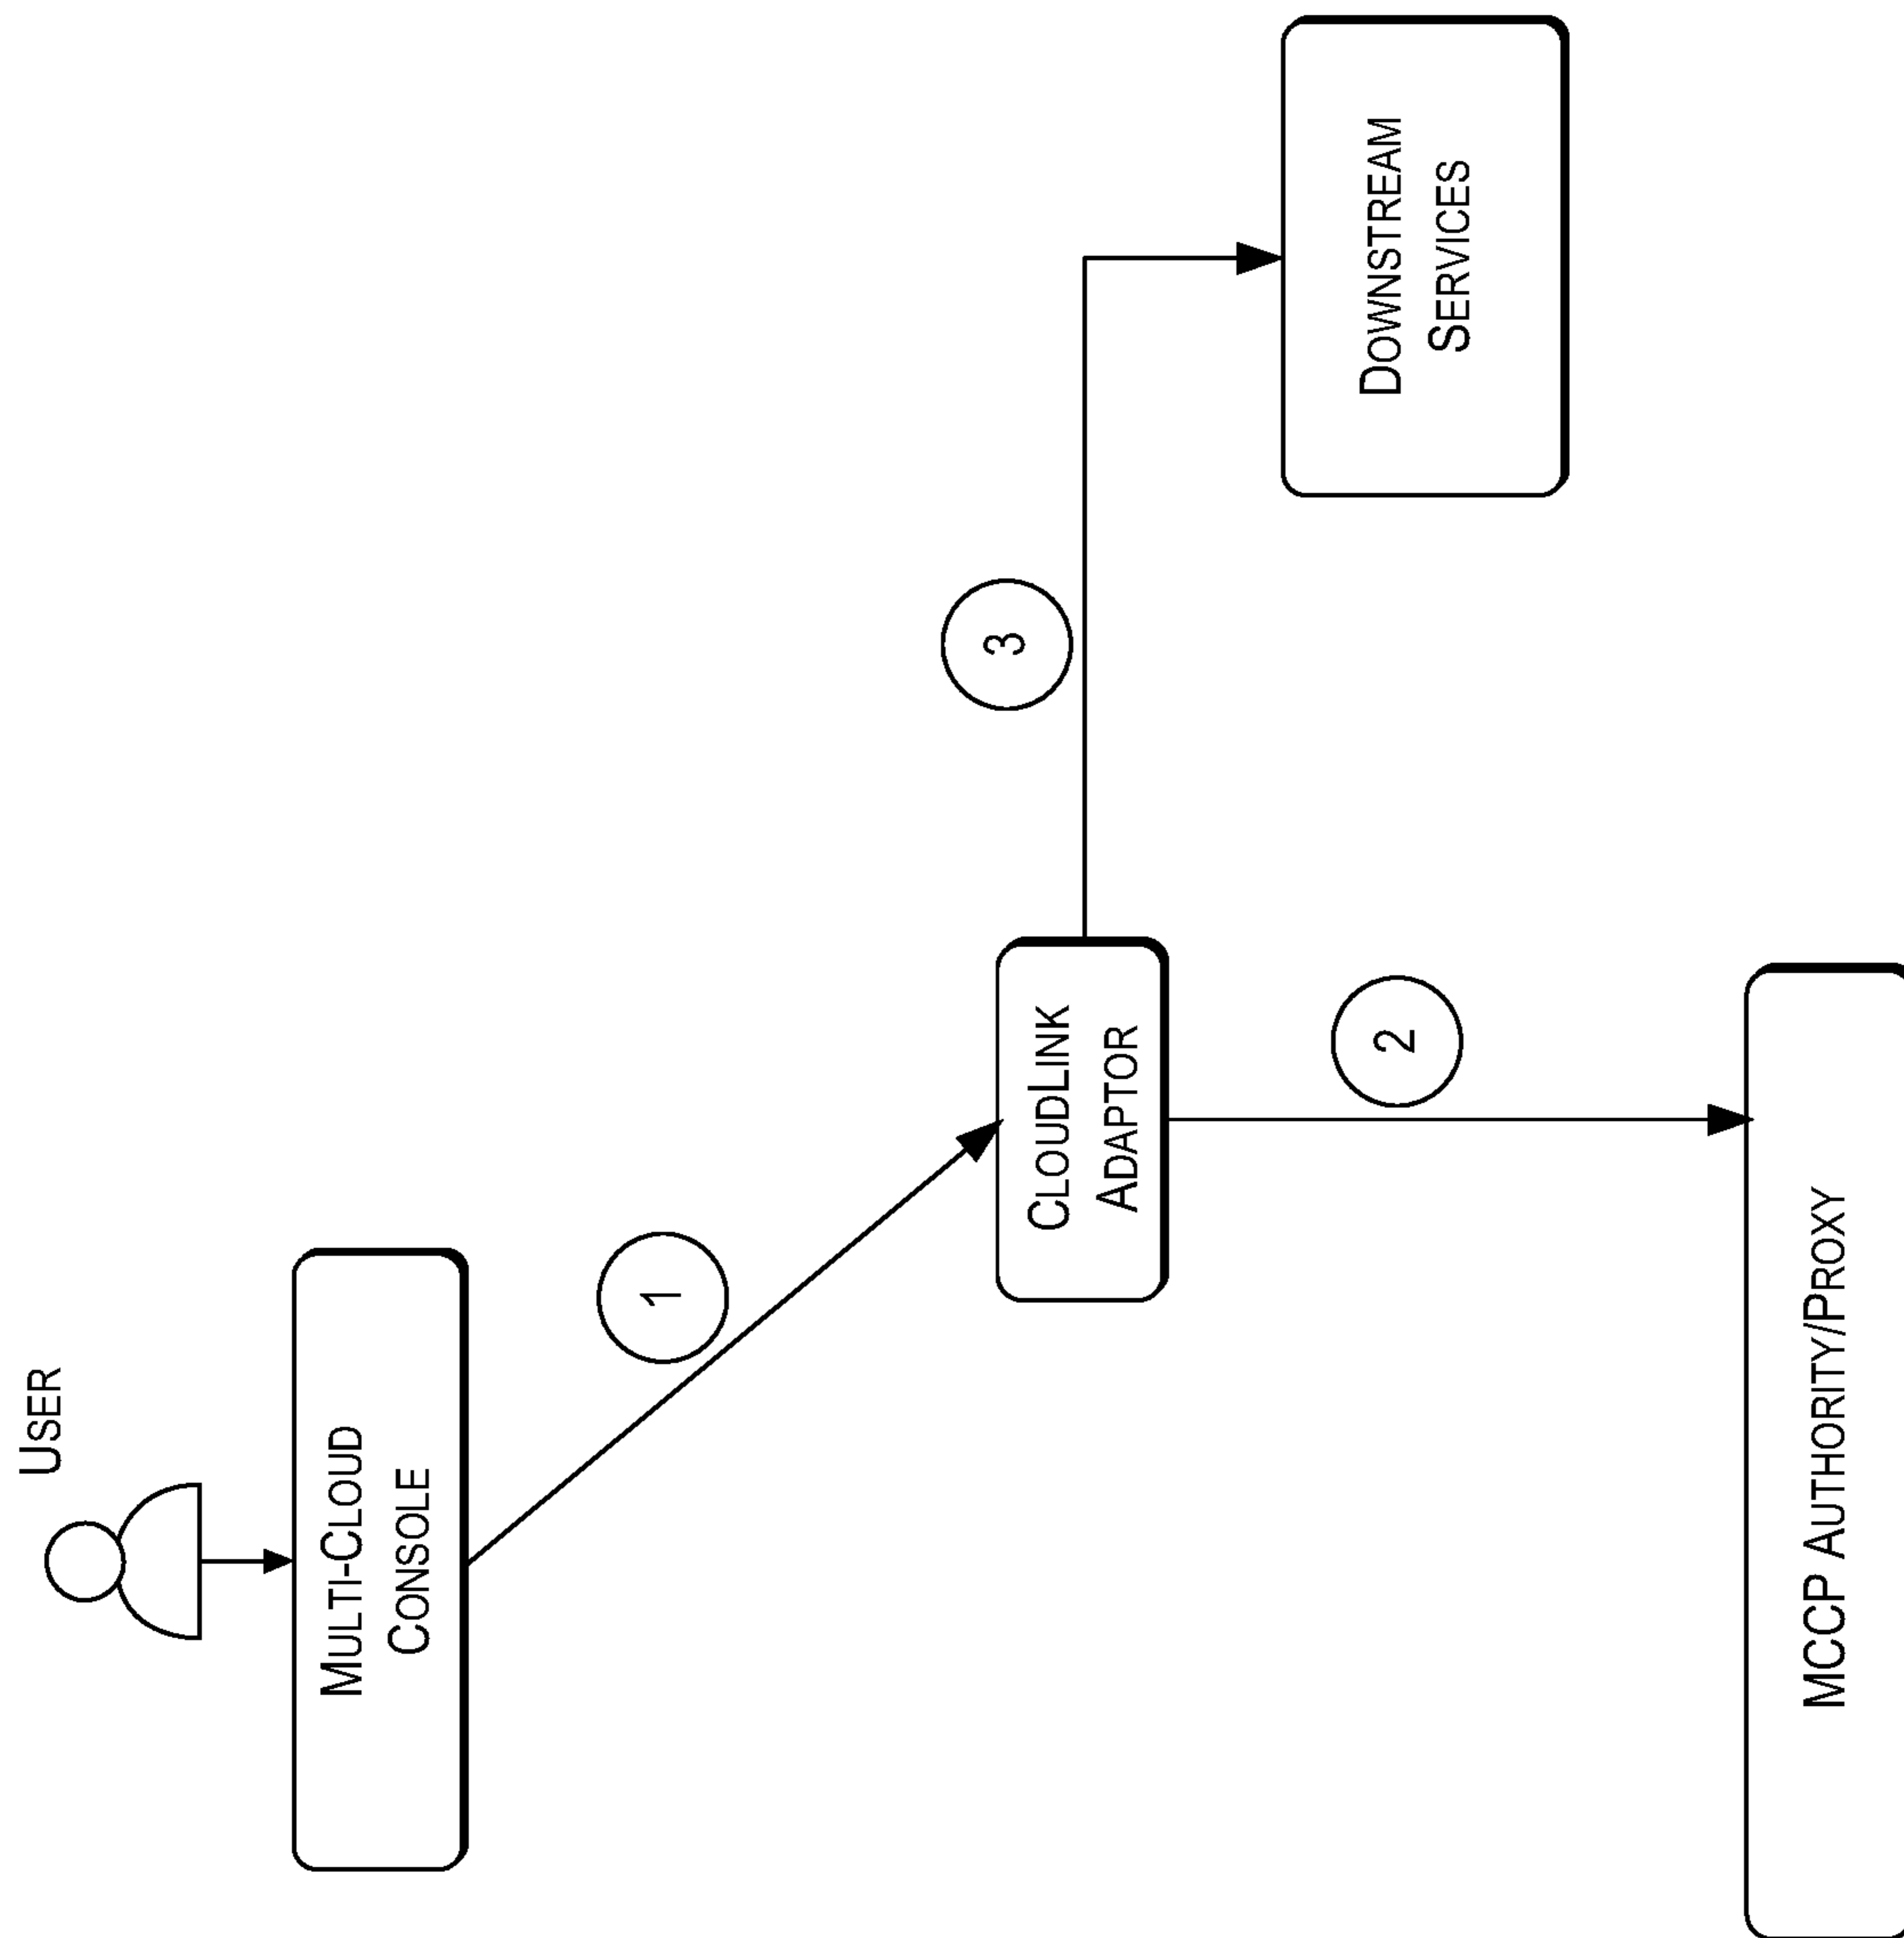 USER
MULTI-CLOUD
CONSOLE
1
CLOUDLINK
ADAPTOR
2
3
DOWNSTREAM
SERVICES
MCCP AUTHORITY/PROXY